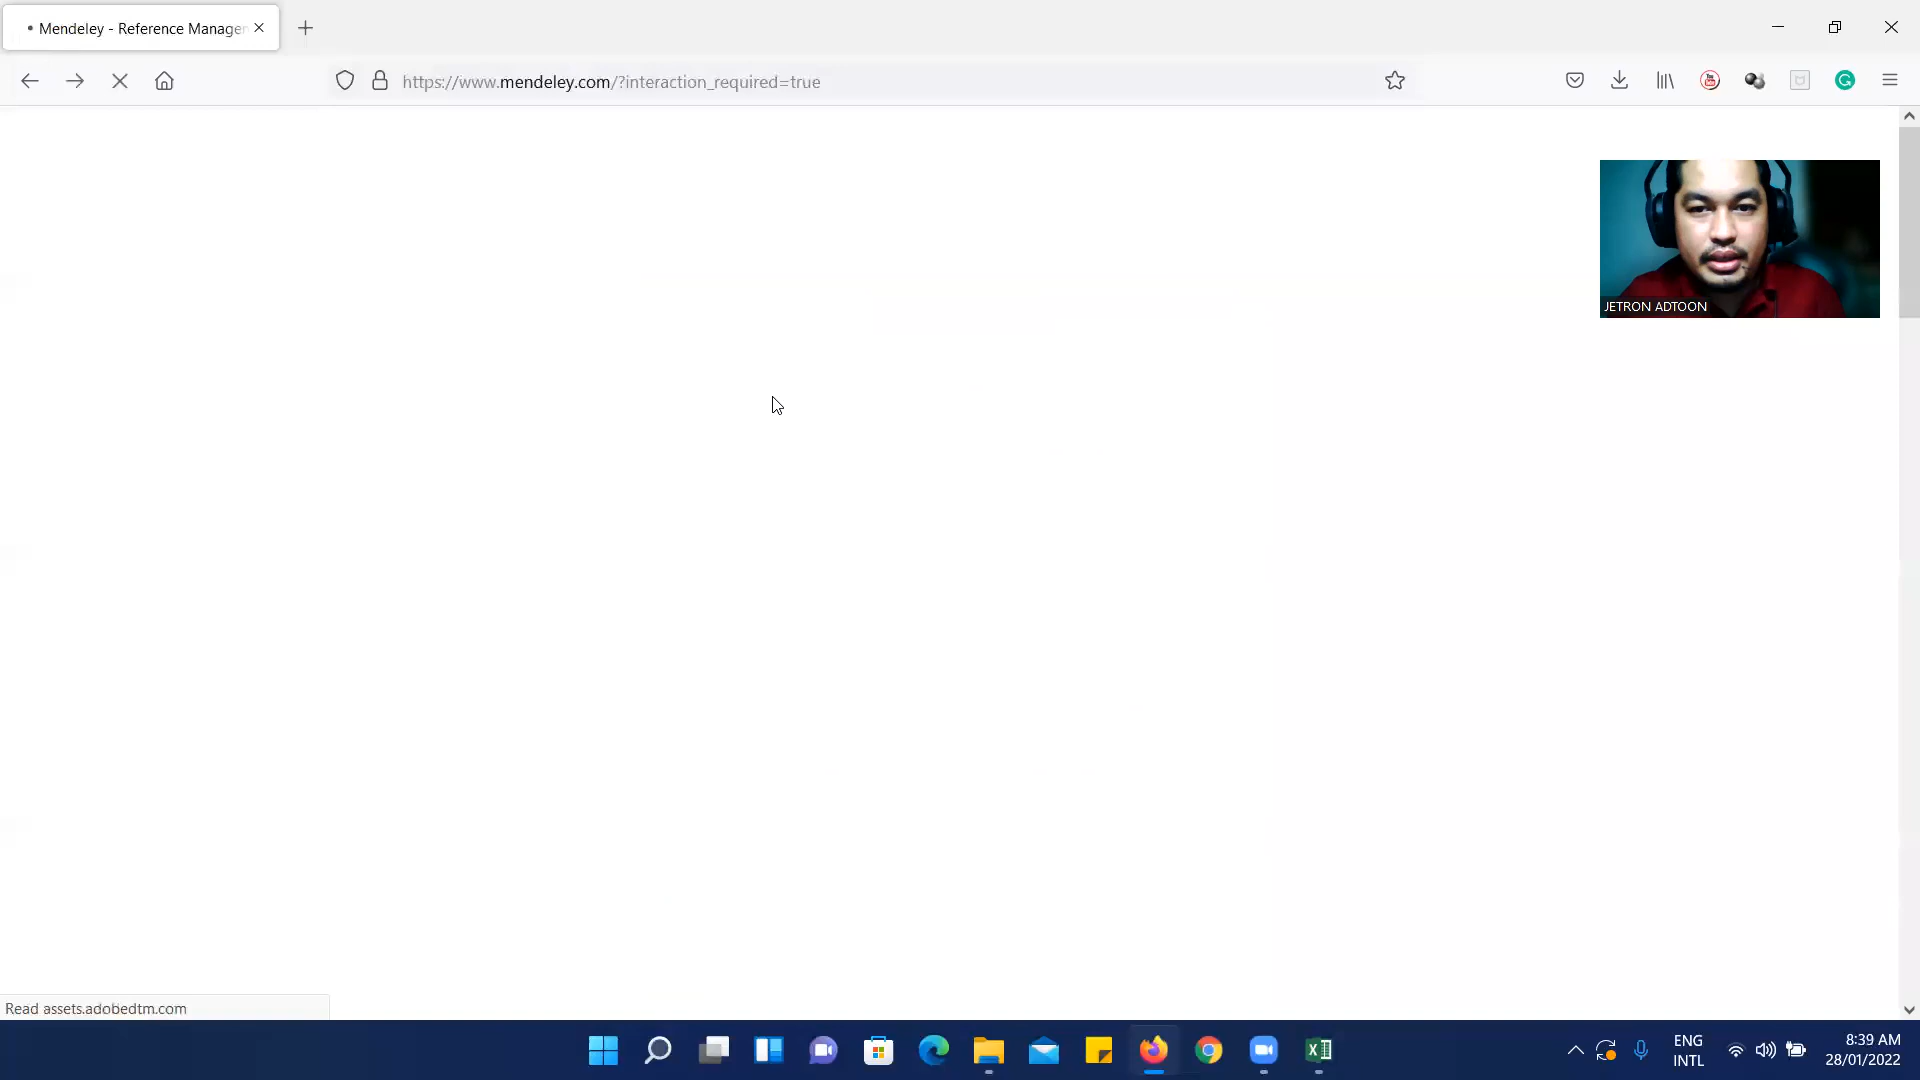 Mendeley - Reference Manager
https://www.mendeley.com/?interaction_required=true
JETRON ADTOON
Read assets.adobedtm.com
ENG
INTL
8:39 AM
28/01/2022